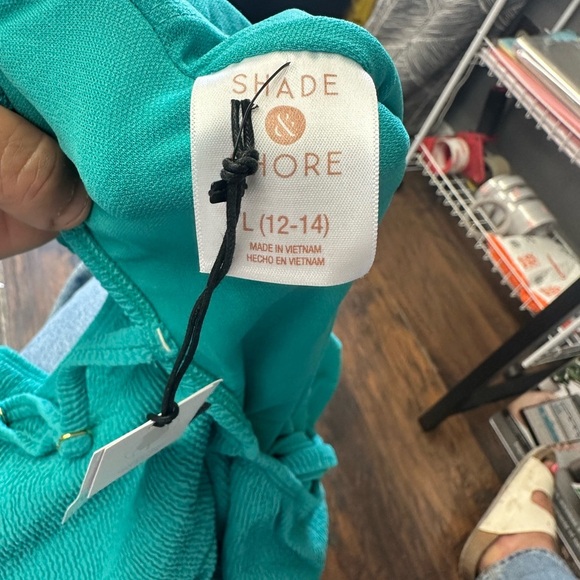 SHADE
&
HORE
L (12-14)
MADE IN VIETNAM
HECHO EN VIETNAM